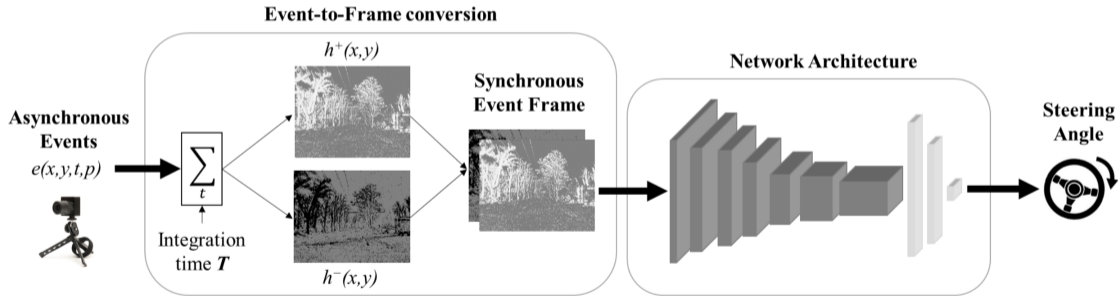 Event-to-Frame conversion
h⁺(x,y)
Network Architecture
Synchronous
Event Frame
Asynchronous
Events
e(x,y,t,p)
Steering
Angle
∑
t
Integration
time T
h⁻(x,y)